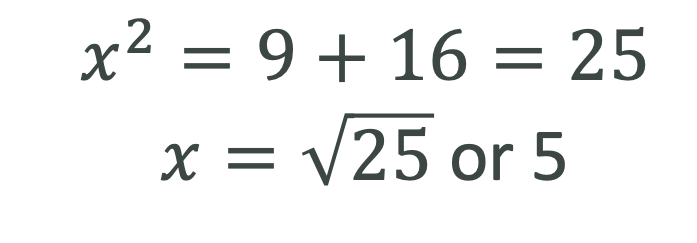 x² = 9 + 16 = 25
x = √25 or 5